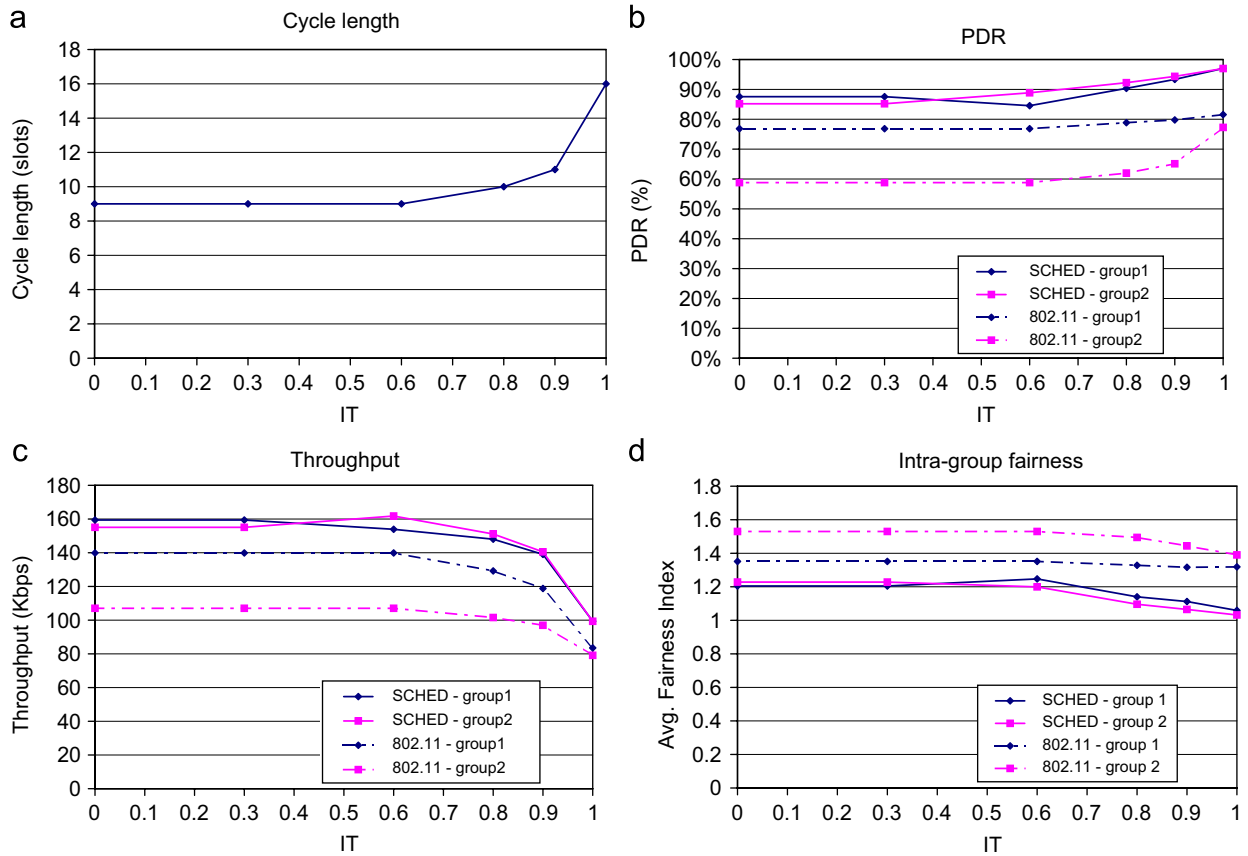 a
Cycle length
18
16
14
12
10
8
6
4
2
0
Cycle length (slots)
0 0.1 0.2 0.3 0.4 0.5 0.6 0.7 0.8 0.9 1
IT
b
PDR
100%
90%
80%
70%
60%
50%
40%
30%
20%
10%
0%
PDR (%)
SCHED - group1
SCHED - group2
802.11 - group1
802.11 - group2
0 0.1 0.2 0.3 0.4 0.5 0.6 0.7 0.8 0.9 1
IT
c
Throughput
180
160
140
120
100
80
60
40
20
0
Throughput (Kbps)
SCHED - group1
SCHED - group2
802.11 - group1
802.11 - group2
0 0.1 0.2 0.3 0.4 0.5 0.6 0.7 0.8 0.9 1
IT
d
Intra-group fairness
1.8
1.6
1.4
1.2
1
0.8
0.6
0.4
0.2
0
Avg. Fairness Index
SCHED - group 1
SCHED - group 2
802.11 - group 1
802.11 - group 2
0 0.1 0.2 0.3 0.4 0.5 0.6 0.7 0.8 0.9 1
IT